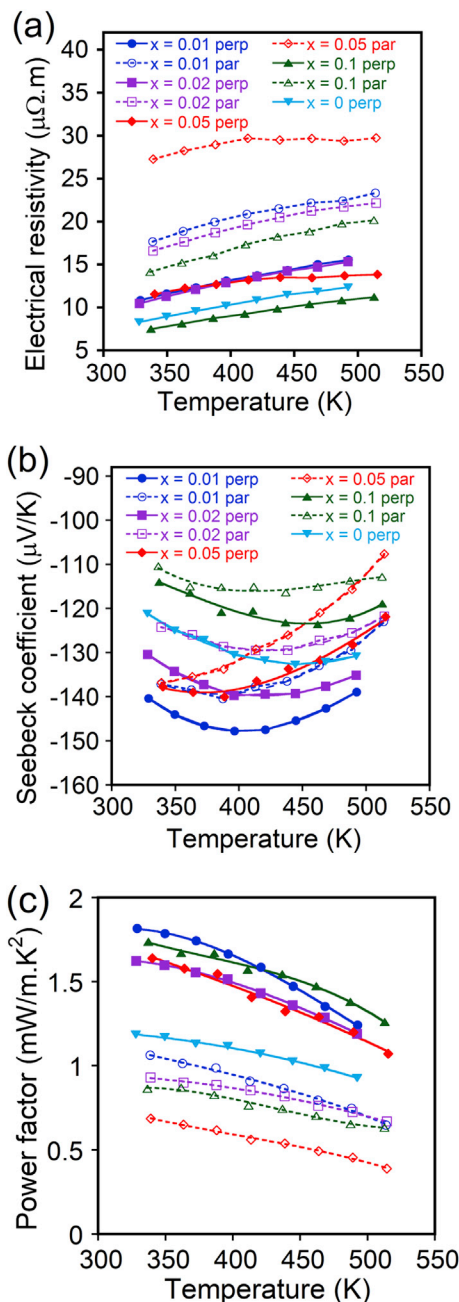 (a)
Electrical resistivity (μΩ.m)
40
35
30
25
20
15
10
5
x = 0.01 perp
x = 0.01 par
x = 0.02 perp
x = 0.02 par
x = 0.05 perp
x = 0.05 par
x = 0.1 perp
x = 0.1 par
x = 0 perp
300 350 400 450 500 550
Temperature (K)
(b)
Seebeck coefficient (μV/K)
-90
-100
-110
-120
-130
-140
-150
-160
x = 0.01 perp
x = 0.01 par
x = 0.02 perp
x = 0.02 par
x = 0.05 perp
x = 0.05 par
x = 0.1 perp
x = 0.1 par
x = 0 perp
300 350 400 450 500 550
Temperature (K)
(c)
Power factor (mW/m.K²)
2
1.5
1
0.5
0
300 350 400 450 500 550
Temperature (K)